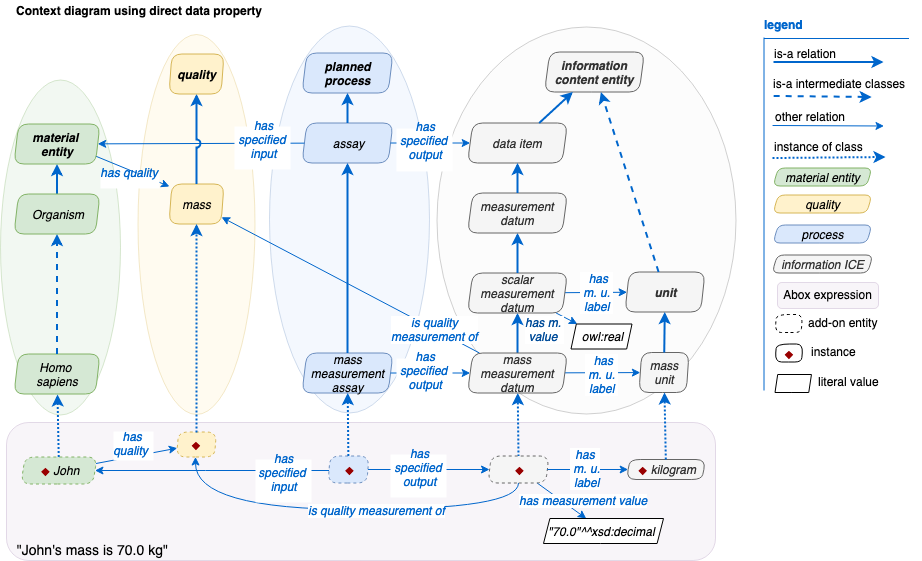 Context diagram using direct data property
legend
is-a relation
is-a intermediate classes
other relation
instance of class
material entity
quality
process
information ICE
Abox expression
add-on entity
instance
literal value
quality
planned
process
information
content entity
material
entity
has
specified
input
assay
has
specified
output
data item
has quality
Organism
mass
measurement
datum
scalar
measurement
datum
has
m. u.
label
unit
is quality
measurement of
has m.
value
owl:real
Homo
sapiens
mass
measurement
assay
has
specified
output
mass
measurement
datum
has
m. u.
label
mass
unit
John
has
quality
has
specified
input
has
specified
output
has
m. u.
label
kilogram
is quality measurement of
has measurement value
"70.0"^^xsd:decimal
"John's mass is 70.0 kg"